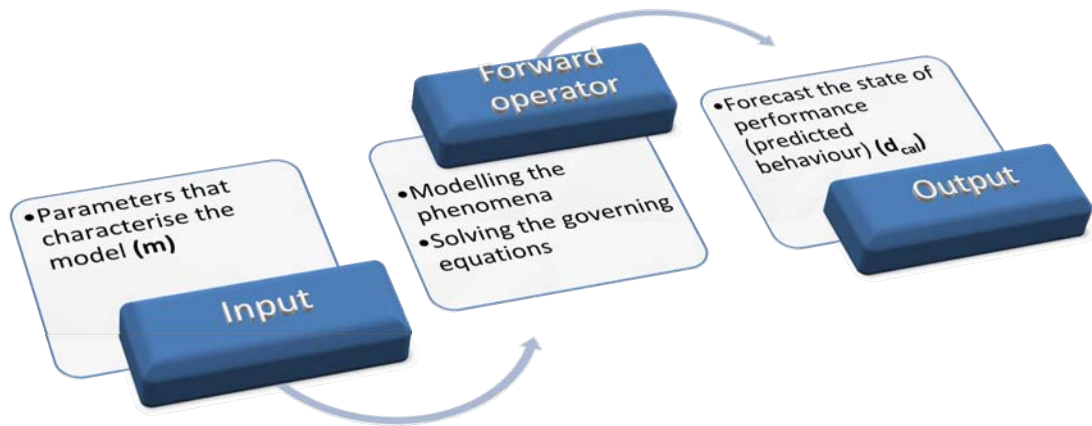 •Parameters that
characterise the
model (m)
Input
Forward
operator
•Modelling the
phenomena
•Solving the governing
equations
•Forecast the state of
performance
(predicted
behaviour) (d_cal)
Output